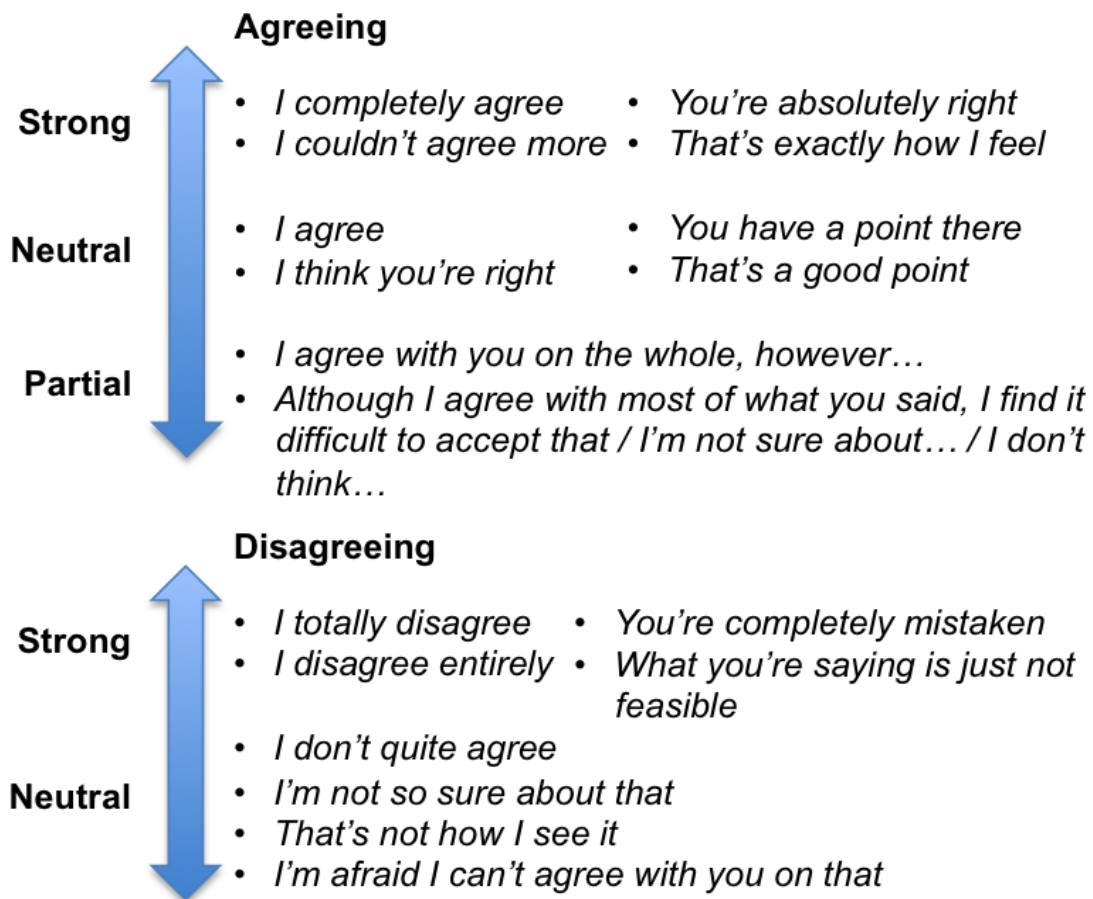 Agreeing
Strong
• I completely agree
• I couldn’t agree more
• You’re absolutely right
• That’s exactly how I feel
Neutral
• I agree
• I think you’re right
• You have a point there
• That’s a good point
Partial
• I agree with you on the whole, however…
• Although I agree with most of what you said, I find it
difficult to accept that / I’m not sure about… / I don’t
think…
Disagreeing
Strong
• I totally disagree
• I disagree entirely
• You’re completely mistaken
• What you’re saying is just not
feasible
Neutral
• I don’t quite agree
• I’m not so sure about that
• That’s not how I see it
• I’m afraid I can’t agree with you on that